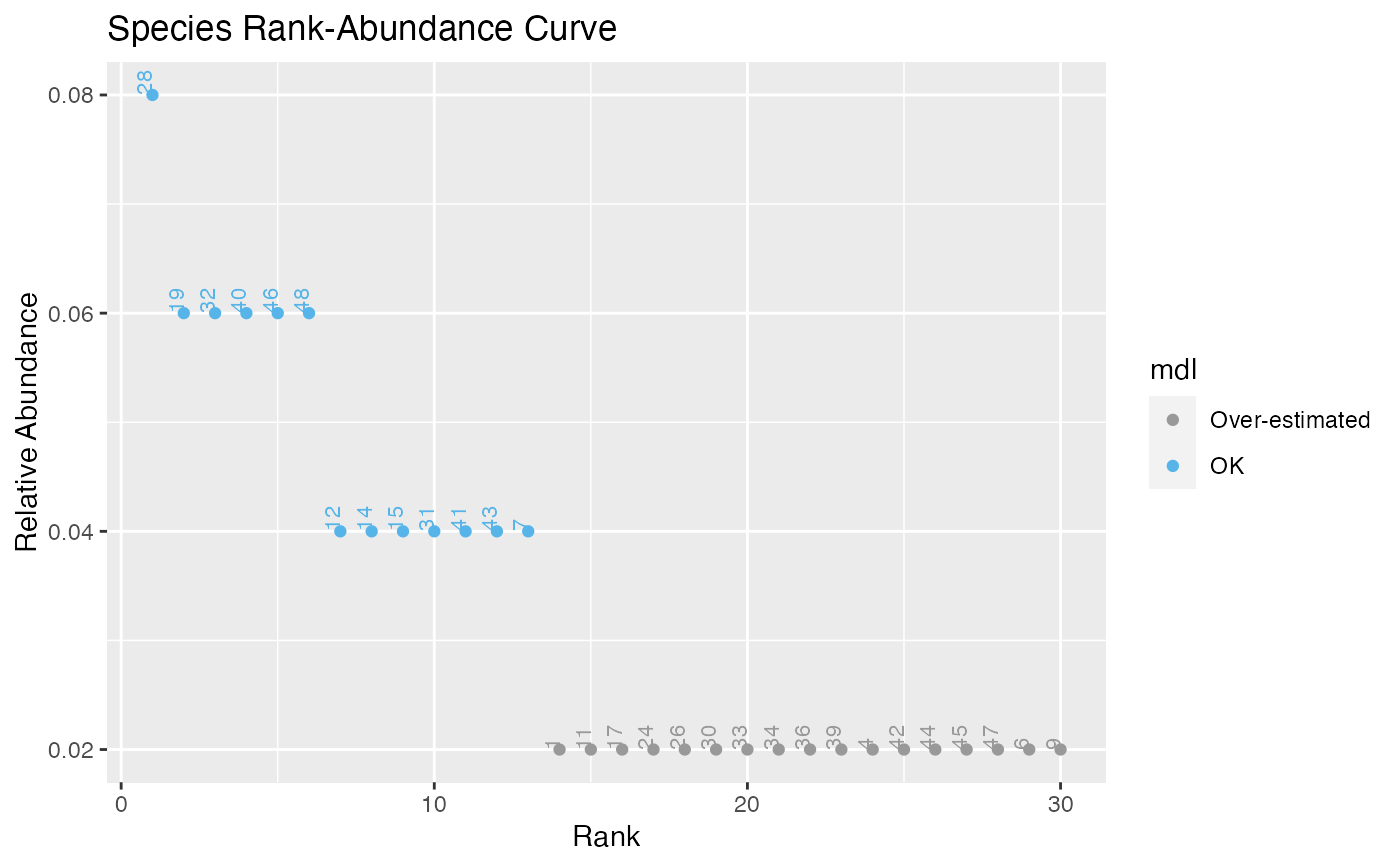 Species Rank-Abundance Curve
0.08
0.06
0.04
0.02
Relative Abundance
28
19 32 40 46 48
12 14 15 31 41 43 7
1 11 17 24 26 30 33 34 36 39 4 42 44 45 47 6 9
0 10 20 30
Rank
mdl
Over-estimated
OK